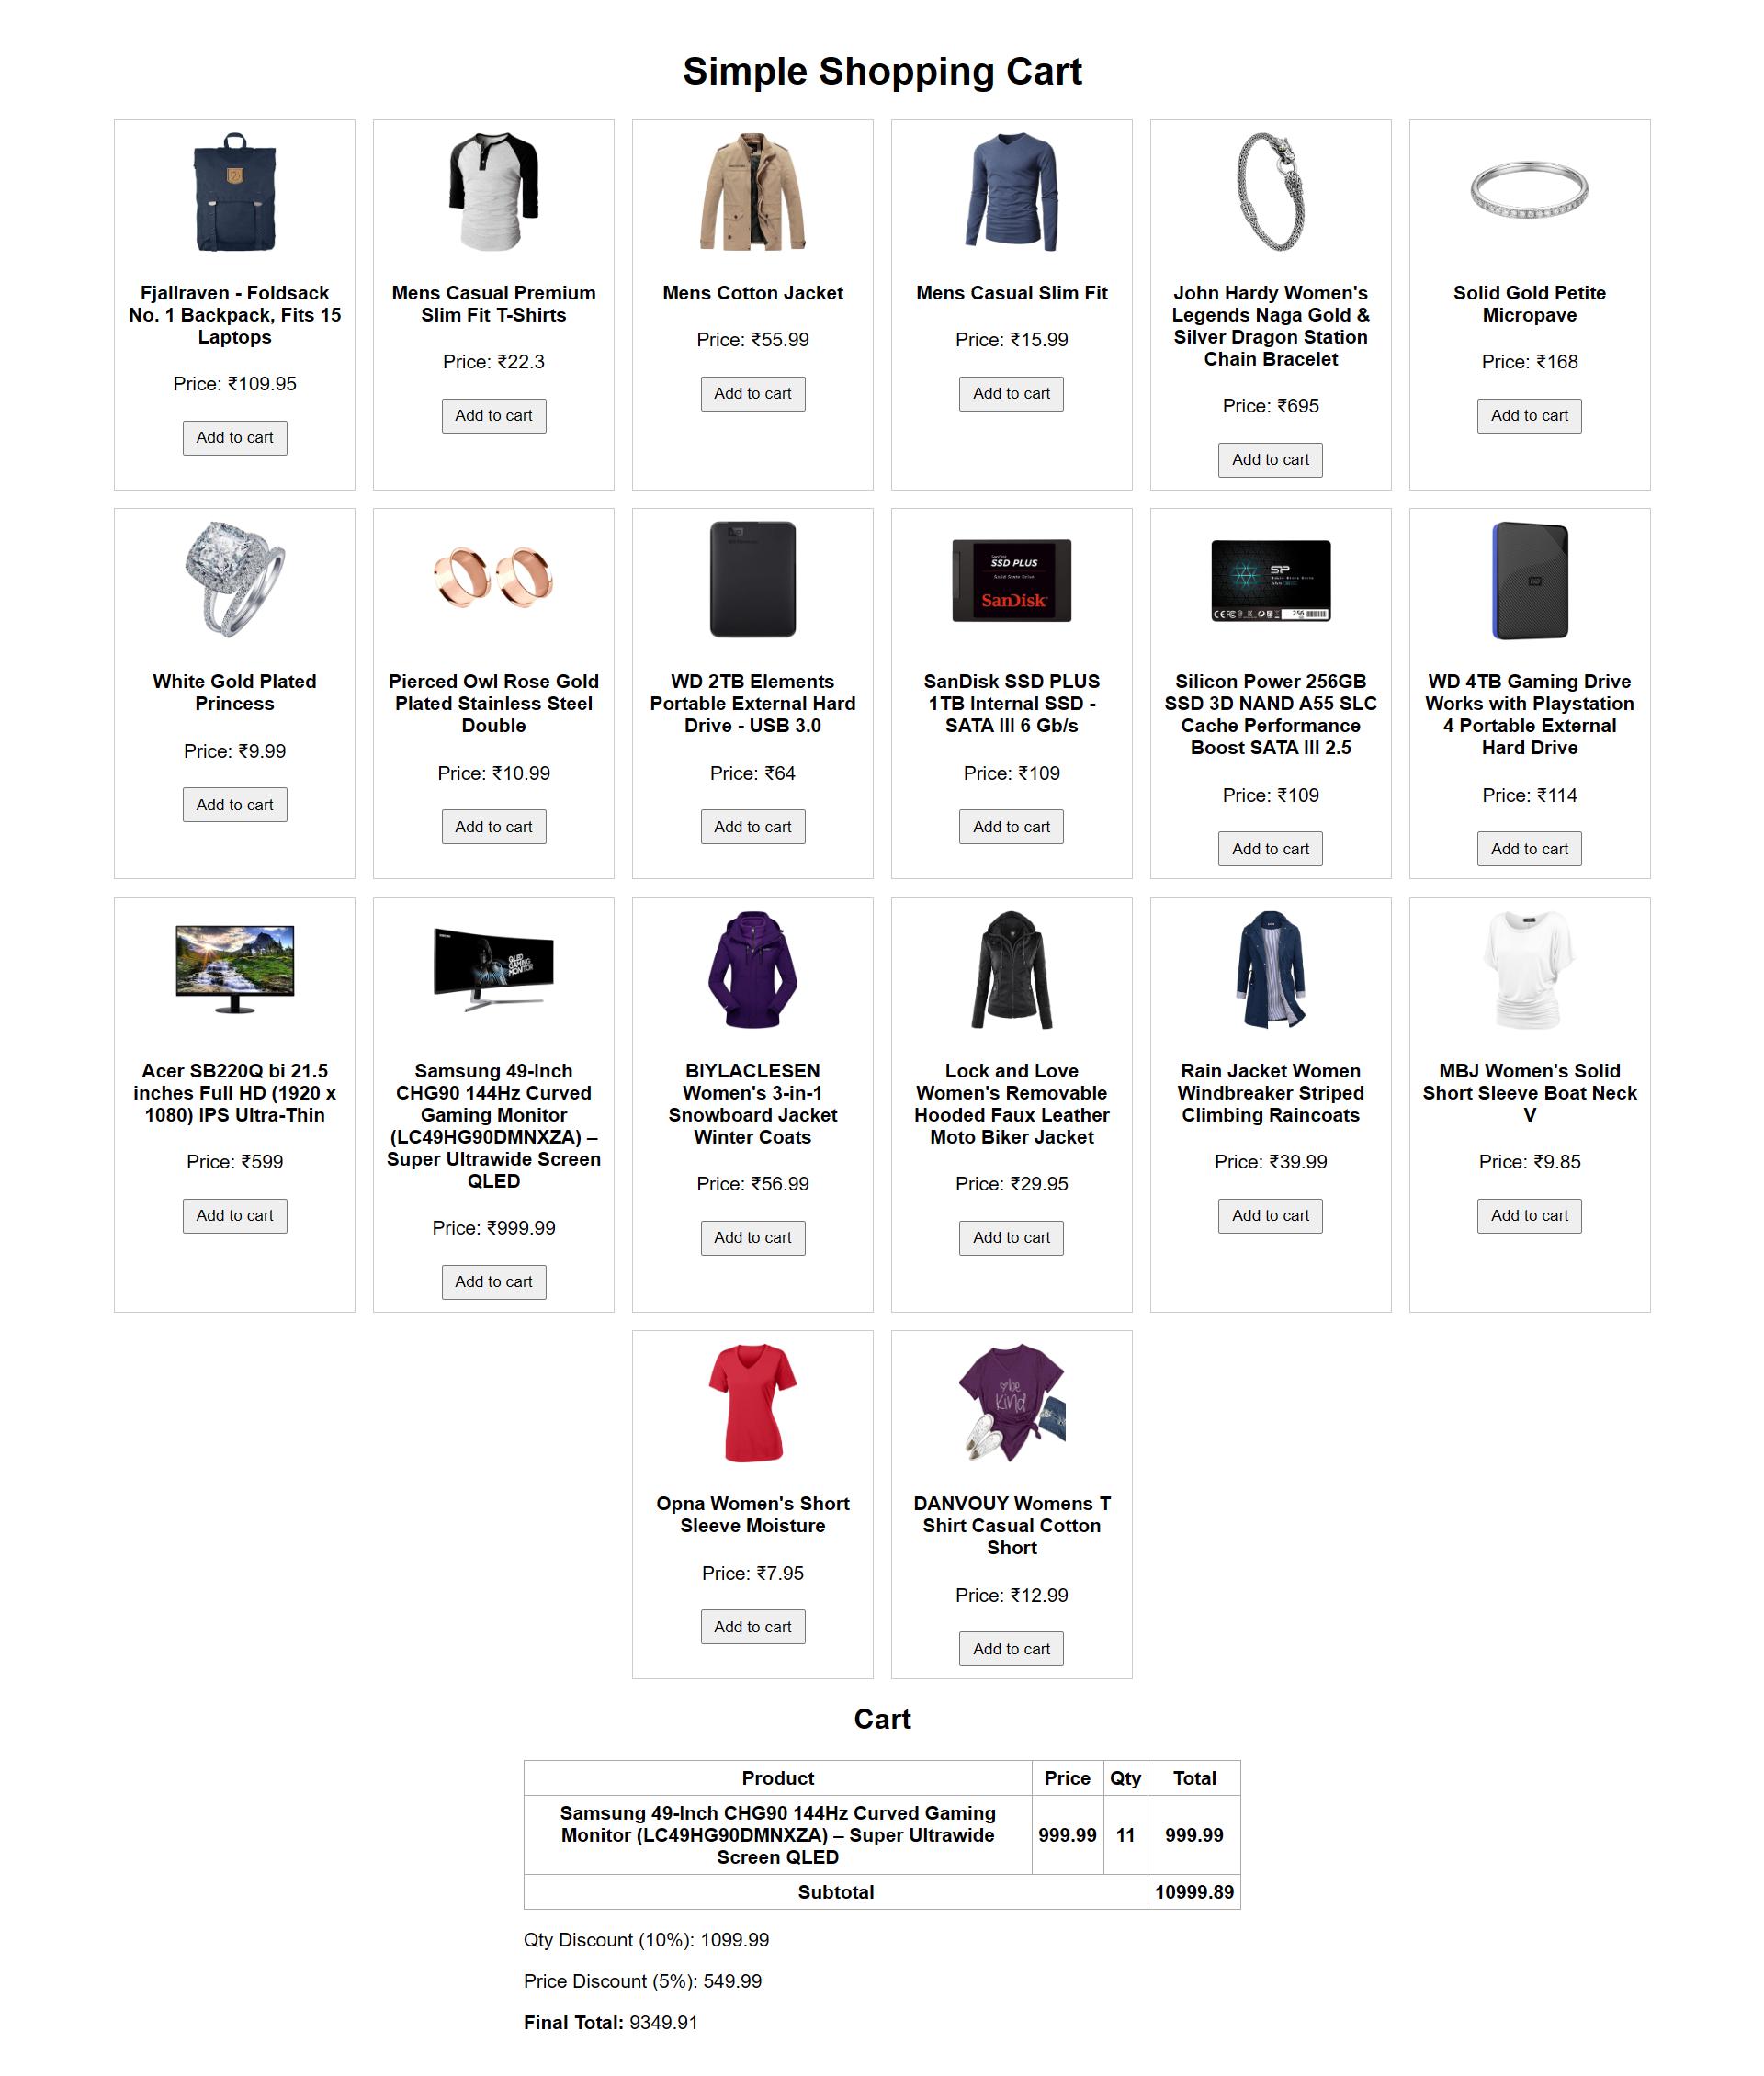 Simple Shopping Cart
Fjallraven - Foldsack
No. 1 Backpack, Fits 15
Laptops
Price: ₹109.95
Add to cart
Mens Casual Premium
Slim Fit T-Shirts
Price: ₹22.3
Add to cart
Mens Cotton Jacket
Price: ₹55.99
Add to cart
Mens Casual Slim Fit
Price: ₹15.99
Add to cart
John Hardy Women's
Legends Naga Gold &
Silver Dragon Station
Chain Bracelet
Price: ₹695
Add to cart
Solid Gold Petite
Micropave
Price: ₹168
Add to cart
White Gold Plated
Princess
Price: ₹9.99
Add to cart
Pierced Owl Rose Gold
Plated Stainless Steel
Double
Price: ₹10.99
Add to cart
WD 2TB Elements
Portable External Hard
Drive - USB 3.0
Price: ₹64
Add to cart
SSD PLUS
SanDisk
SanDisk SSD PLUS
1TB Internal SSD -
SATA III 6 Gb/s
Price: ₹109
Add to cart
SP
256
Silicon Power 256GB
SSD 3D NAND A55 SLC
Cache Performance
Boost SATA III 2.5
Price: ₹109
Add to cart
WD
WD 4TB Gaming Drive
Works with Playstation
4 Portable External
Hard Drive
Price: ₹114
Add to cart
Acer SB220Q bi 21.5
inches Full HD (1920 x
1080) IPS Ultra-Thin
Price: ₹599
Add to cart
QLED
GAMING
MONITOR
Samsung 49-Inch
CHG90 144Hz Curved
Gaming Monitor
(LC49HG90DMNXZA) –
Super Ultrawide Screen
QLED
Price: ₹999.99
Add to cart
BIYLACLESEN
Women's 3-in-1
Snowboard Jacket
Winter Coats
Price: ₹56.99
Add to cart
Lock and Love
Women's Removable
Hooded Faux Leather
Moto Biker Jacket
Price: ₹29.95
Add to cart
Rain Jacket Women
Windbreaker Striped
Climbing Raincoats
Price: ₹39.99
Add to cart
MBJ Women's Solid
Short Sleeve Boat Neck
V
Price: ₹9.85
Add to cart
Opna Women's Short
Sleeve Moisture
Price: ₹7.95
Add to cart
be
kind
DANVOUY Womens T
Shirt Casual Cotton
Short
Price: ₹12.99
Add to cart
Cart
Product Price Qty Total
Samsung 49-Inch CHG90 144Hz Curved Gaming
Monitor (LC49HG90DMNXZA) – Super Ultrawide
Screen QLED
999.99 11 999.99
Subtotal 10999.89
Qty Discount (10%): 1099.99
Price Discount (5%): 549.99
Final Total: 9349.91